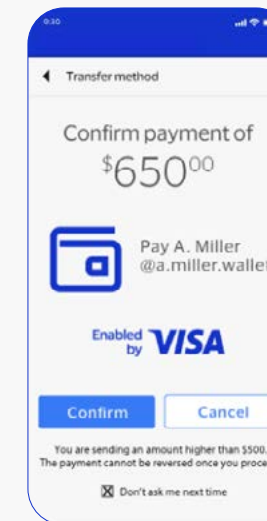 0:30
Transfer method
Confirm payment of
$65000
Pay A. Miller
@a.miller.wallet
Enabled
by VISA
Confirm Cancel
You are sending an amount higher than $500.
The payment cannot be reversed once you proce
Don't ask me next time